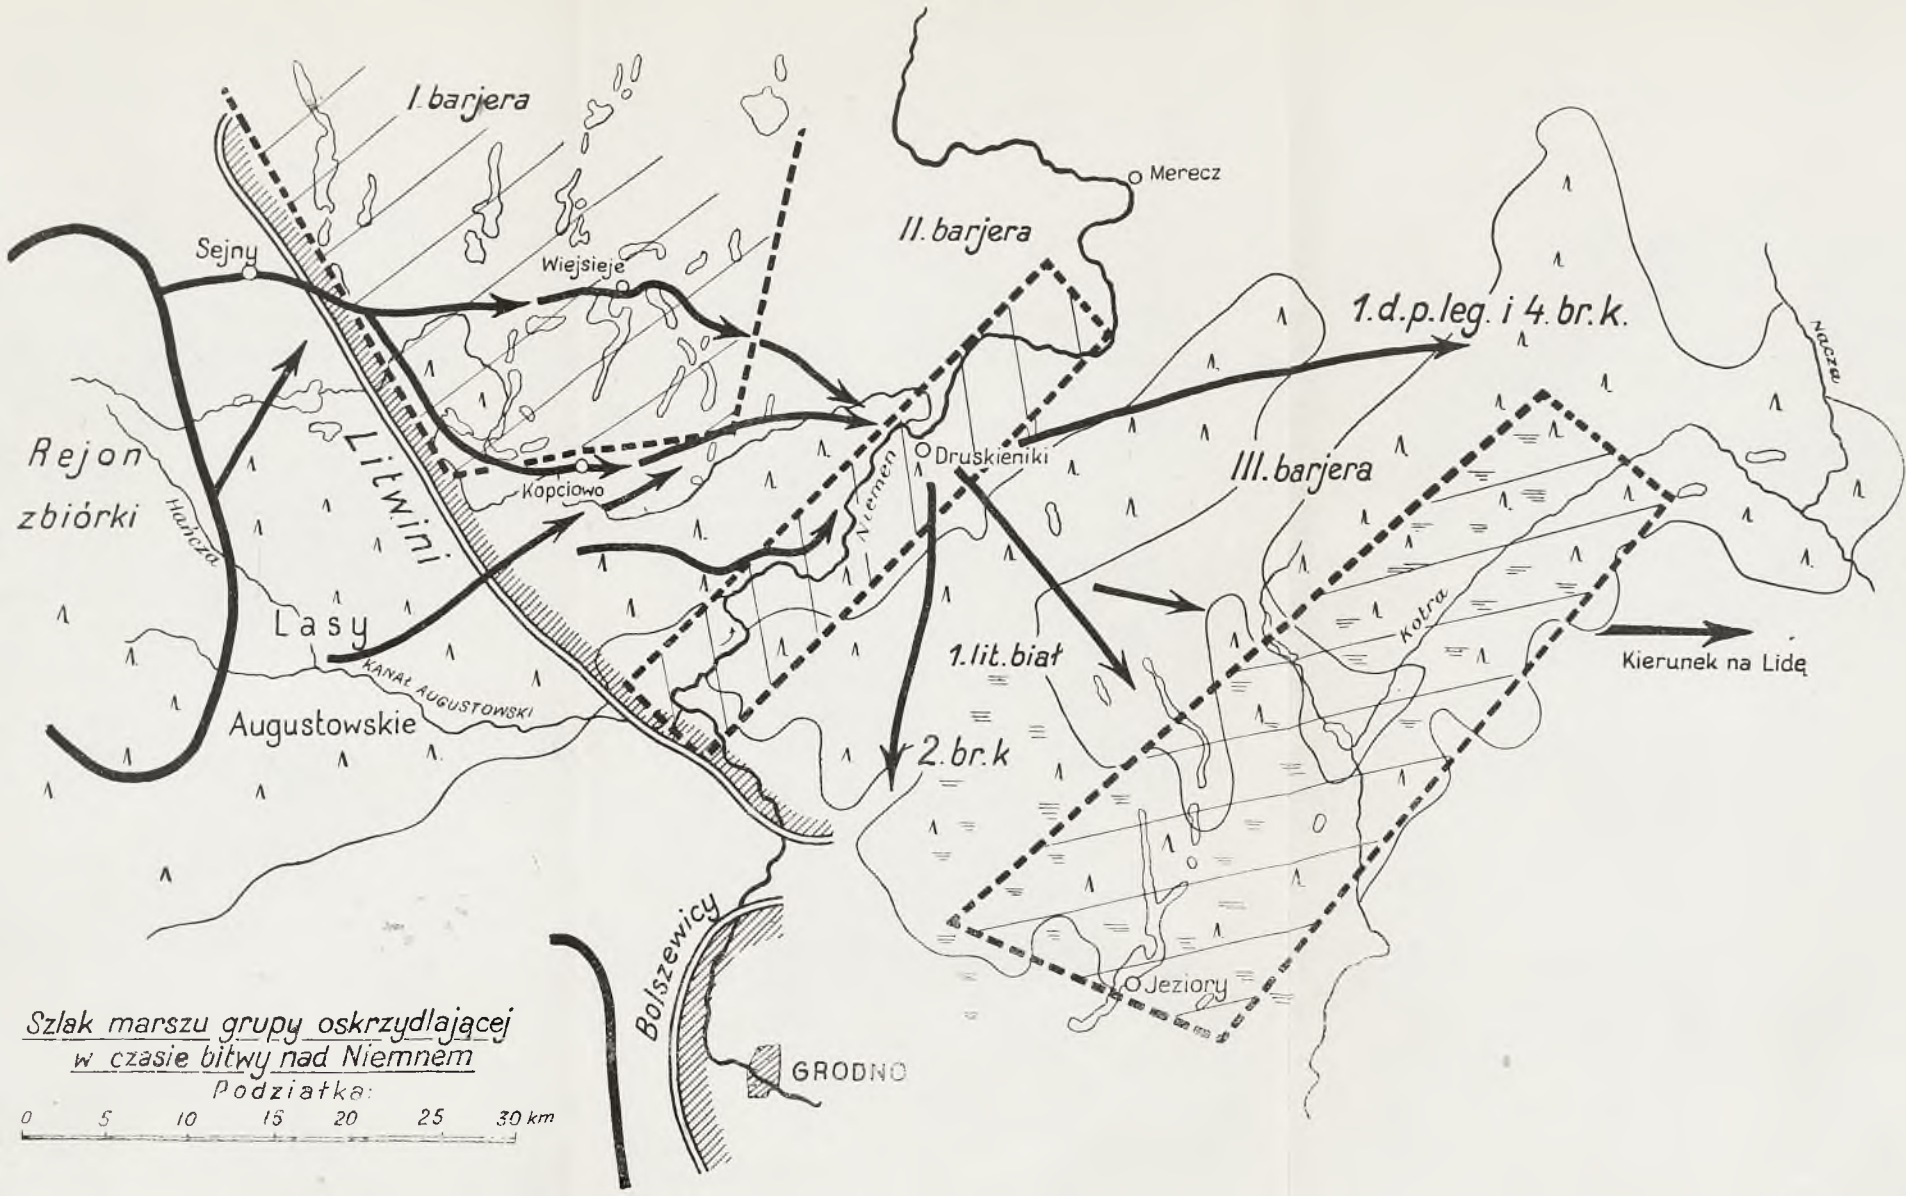 I. barjera
Merecz
II. barjera
Sejny
Wiejsieje
1.d.p.leg. i 4. br.k.
Nacza
Rejon
zbiórki
Litwini
Hańcza
Kopciowo
Druskieniki
Niemen
III. barjera
Kotra
Lasy
KANAŁ AUGUSTOWSKI
Augustowskie
1.lit.biał
2.br.k
Kierunek na Lidę
Bolszewicy
Jeziory
GRODNO
Szlak marszu grupy oskrzydlającej
w czasie bitwy nad Niemnem
Podziałka:
0 5 10 15 20 25 30 km